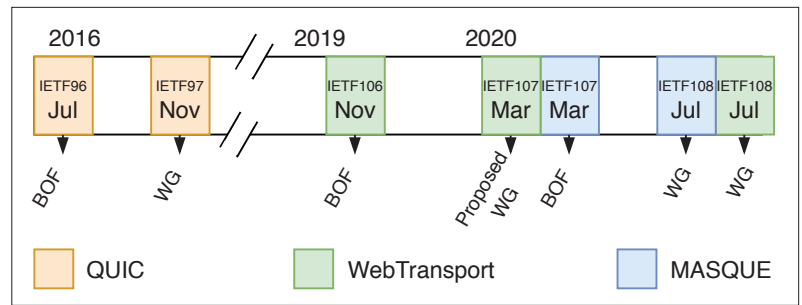 2016 2019 2020
IETF96 IETF97 IETF106 IETF107 IETF107 IETF108 IETF108
Jul Nov Nov Mar Mar Jul Jul
BOF WG BOF Proposed WG BOF WG WG
QUIC WebTransport MASQUE